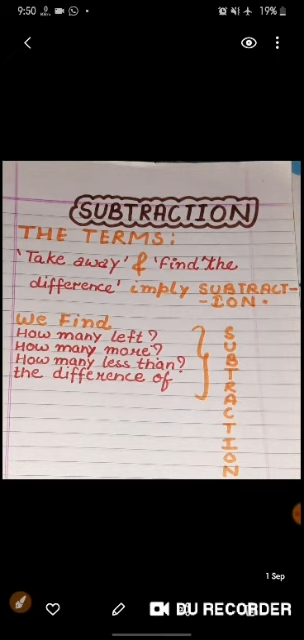 9:50
19%
SUBTRACTION
THE TERMS:
'Take away' & 'Find the
difference' imply SUBTRACT-
-ION.
We Find
How many left?
How many more?
How many less than?
the difference of
SUBTRACTION
1 Sep
DU RECORDER